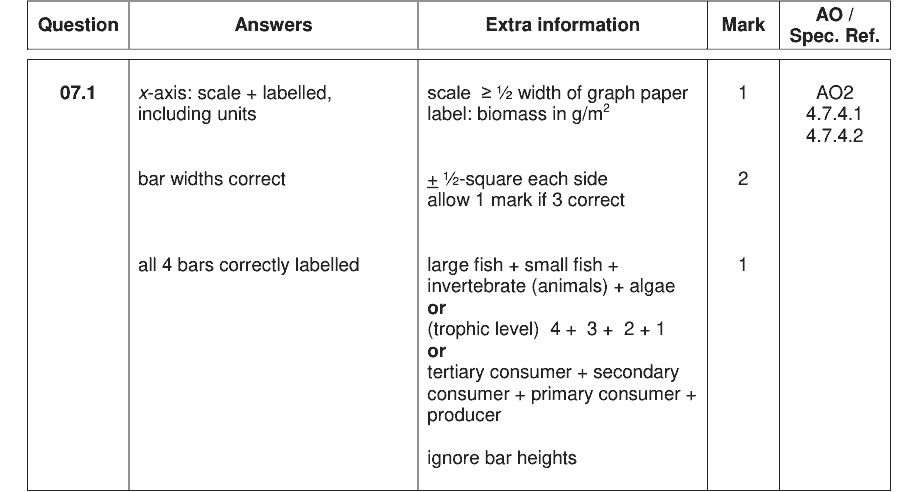 Question Answers Extra information Mark AO /
Spec. Ref.
07.1 x-axis: scale + labelled, scale ≥ ½ width of graph paper 1 AO2
including units label: biomass in g/m² 4.7.4.1
4.7.4.2
bar widths correct + ½-square each side 2
allow 1 mark if 3 correct
all 4 bars correctly labelled large fish + small fish + 1
invertebrate (animals) + algae
or
(trophic level) 4 + 3 + 2 + 1
or
tertiary consumer + secondary
consumer + primary consumer +
producer
ignore bar heights